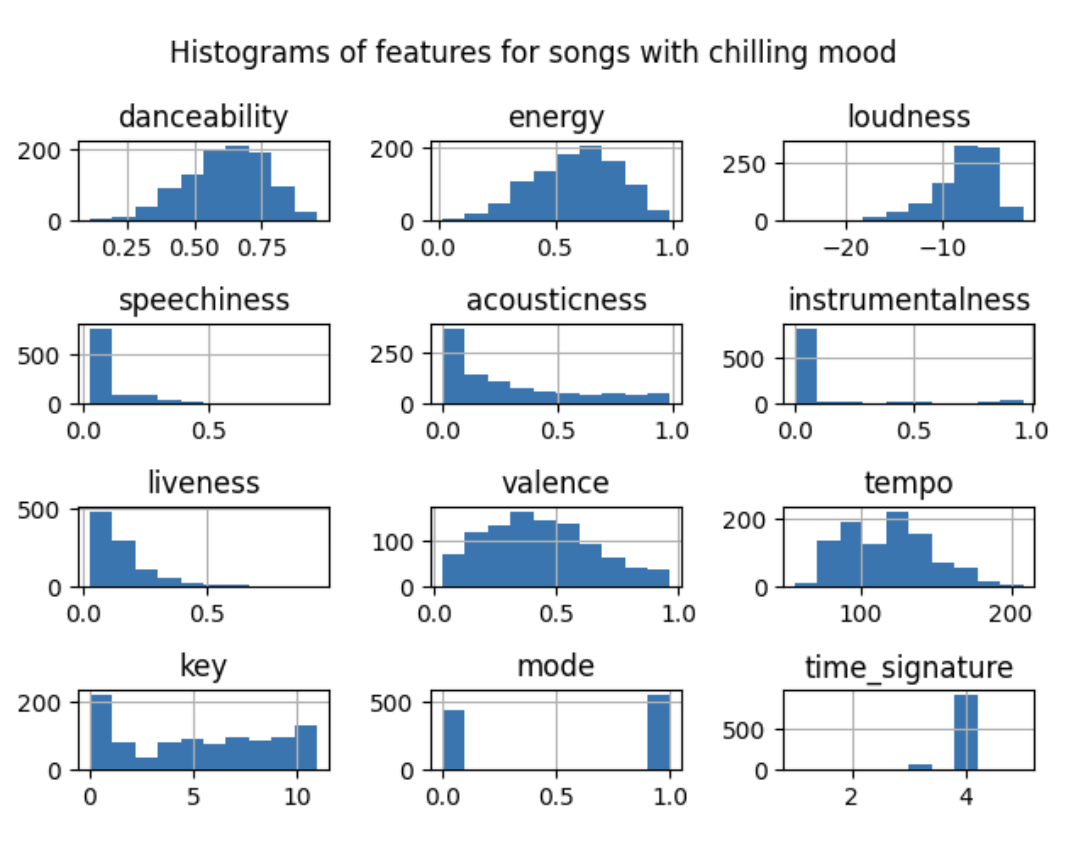 Histograms of features for songs with chilling mood
danceability energy loudness
200 200 250
0 0 0
0.25 0.50 0.75 0.0 0.5 1.0 −20 −10
speechiness acousticness instrumentalness
500 250 500
0 0 0
0.0 0.5 0.0 0.5 1.0 0.0 0.5 1.0
liveness valence tempo
500 100 200
0 0 0
0.0 0.5 0.0 0.5 1.0 100 200
key mode time_signature
200 500 500
0 0 0
0 5 10 0.0 0.5 1.0 2 4